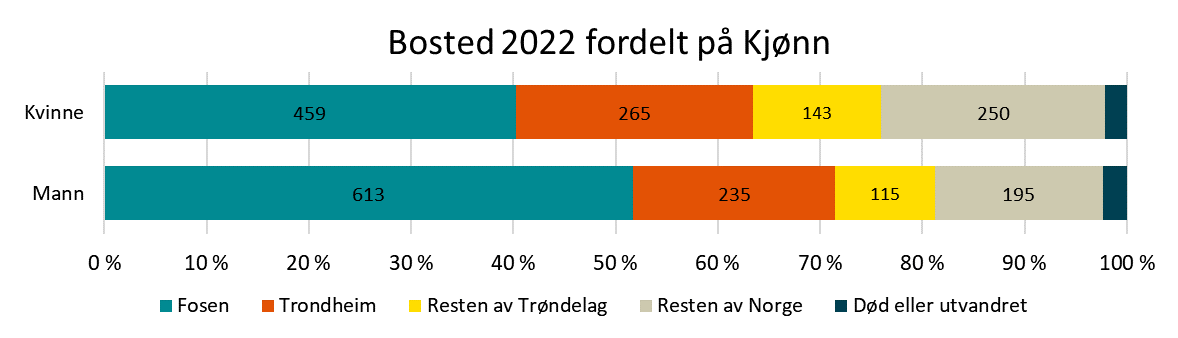 Bosted 2022 fordelt på Kjønn
Kvinne 459 265 143 250
Mann 613 235 115 195
0 % 10 % 20 % 30 % 40 % 50 % 60 % 70 % 80 % 90 % 100 %
Fosen Trondheim Resten av Trøndelag Resten av Norge Død eller utvandret